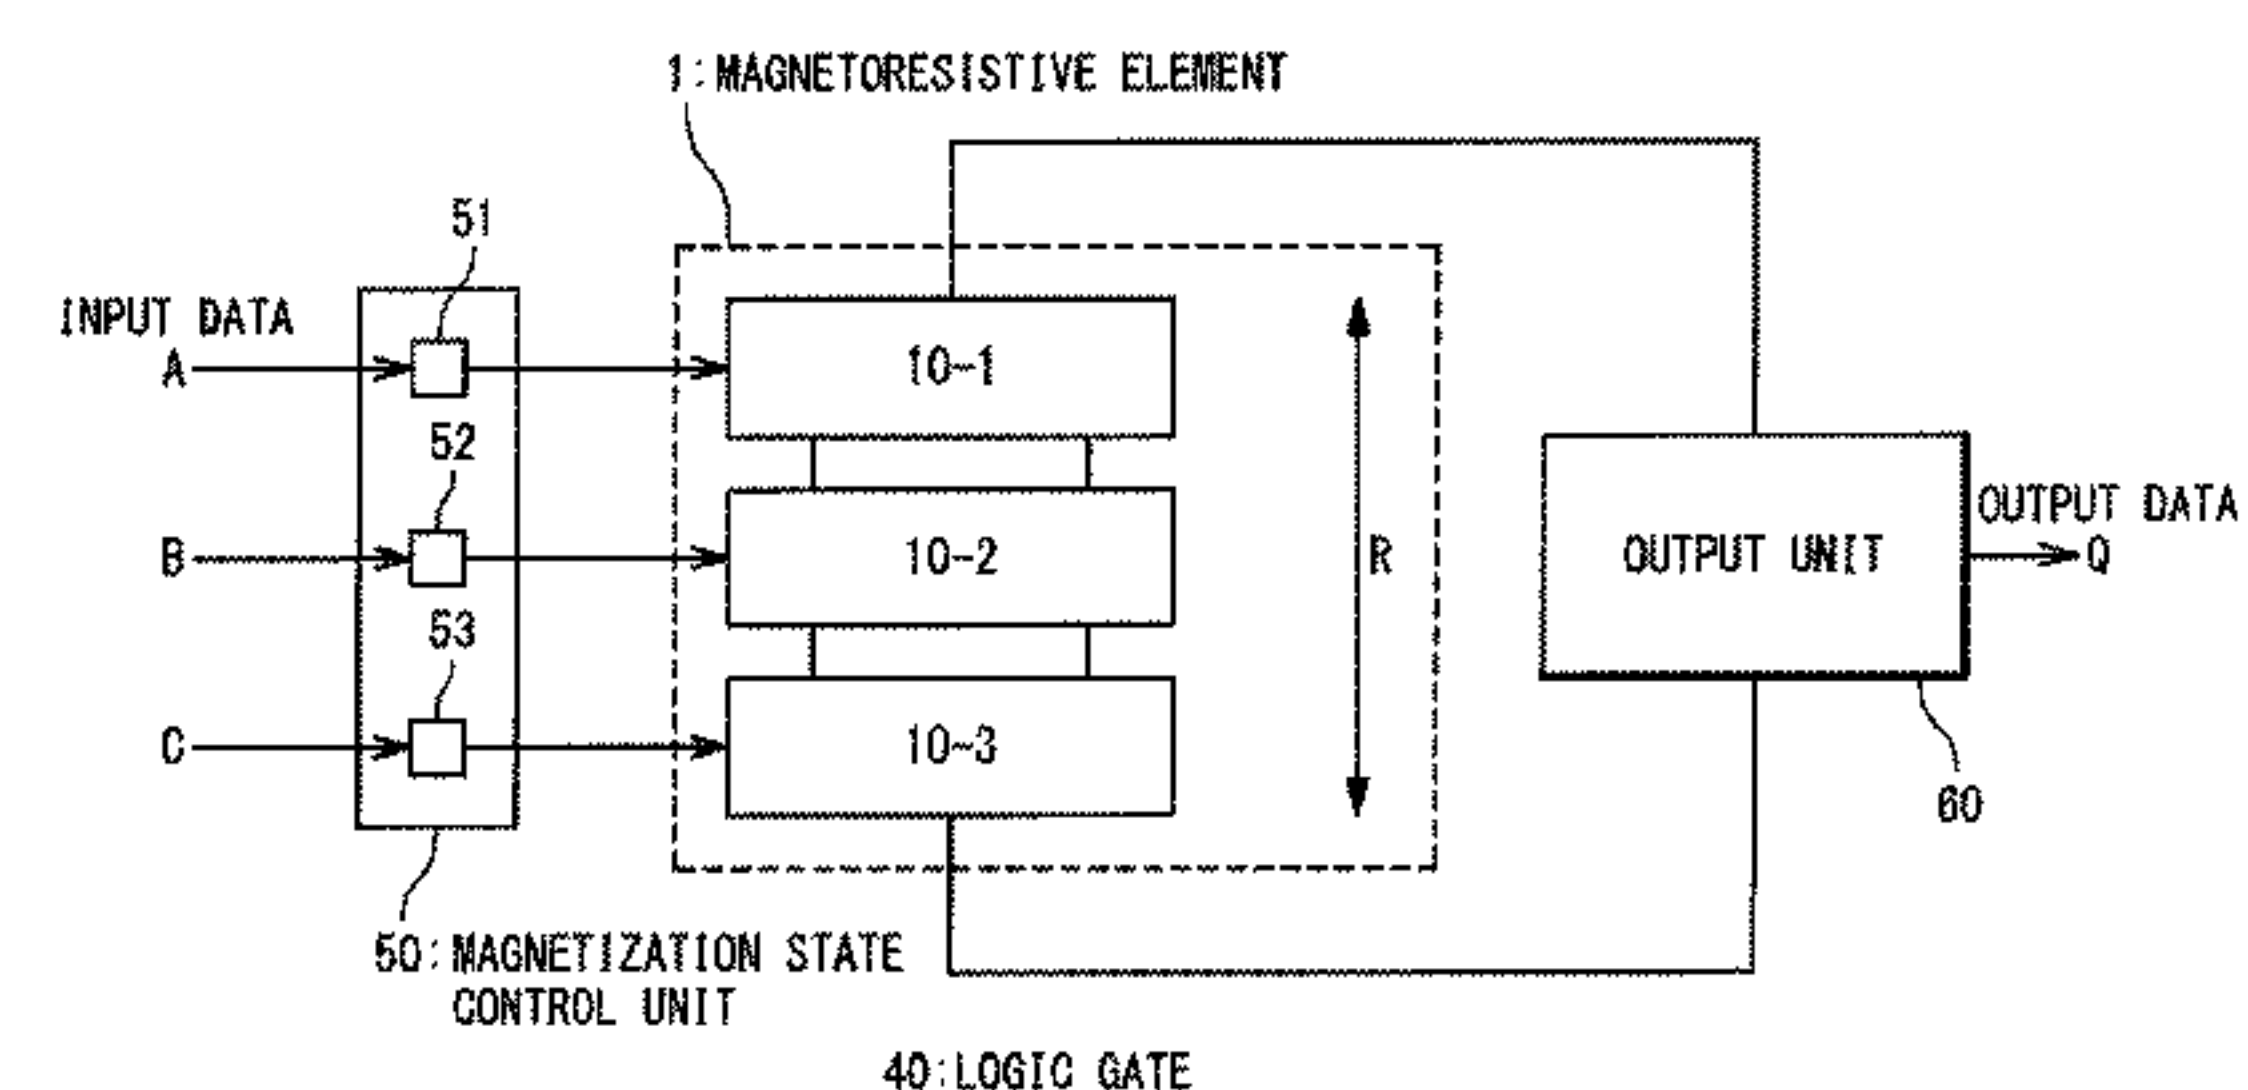 1:MAGNETORESISTIVE ELEMENT
51
INPUT DATA
A
10-1
52
B
10-2
R
OUTPUT UNIT
OUTPUT DATA
Q
53
C
10-3
60
50:MAGNETIZATION STATE
CONTROL UNIT
40:LOGIC GATE